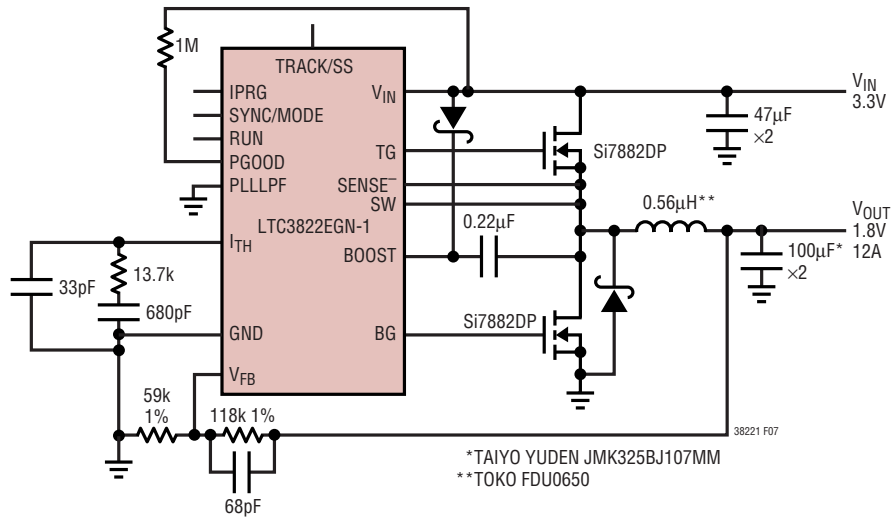 1M
TRACK/SS
IPRG
SYNC/MODE
RUN
PGOOD
PLLLPF
ITH
GND
VFB
LTC3822EGN-1
VIN
TG
SENSE–
SW
BOOST
BG
VIN
3.3V
47µF
×2
Si7882DP
0.56µH**
VOUT
1.8V
12A
100µF*
×2
0.22µF
Si7882DP
33pF
13.7k
680pF
59k
1%
118k 1%
68pF
38221 F07
*TAIYO YUDEN JMK325BJ107MM
**TOKO FDU0650